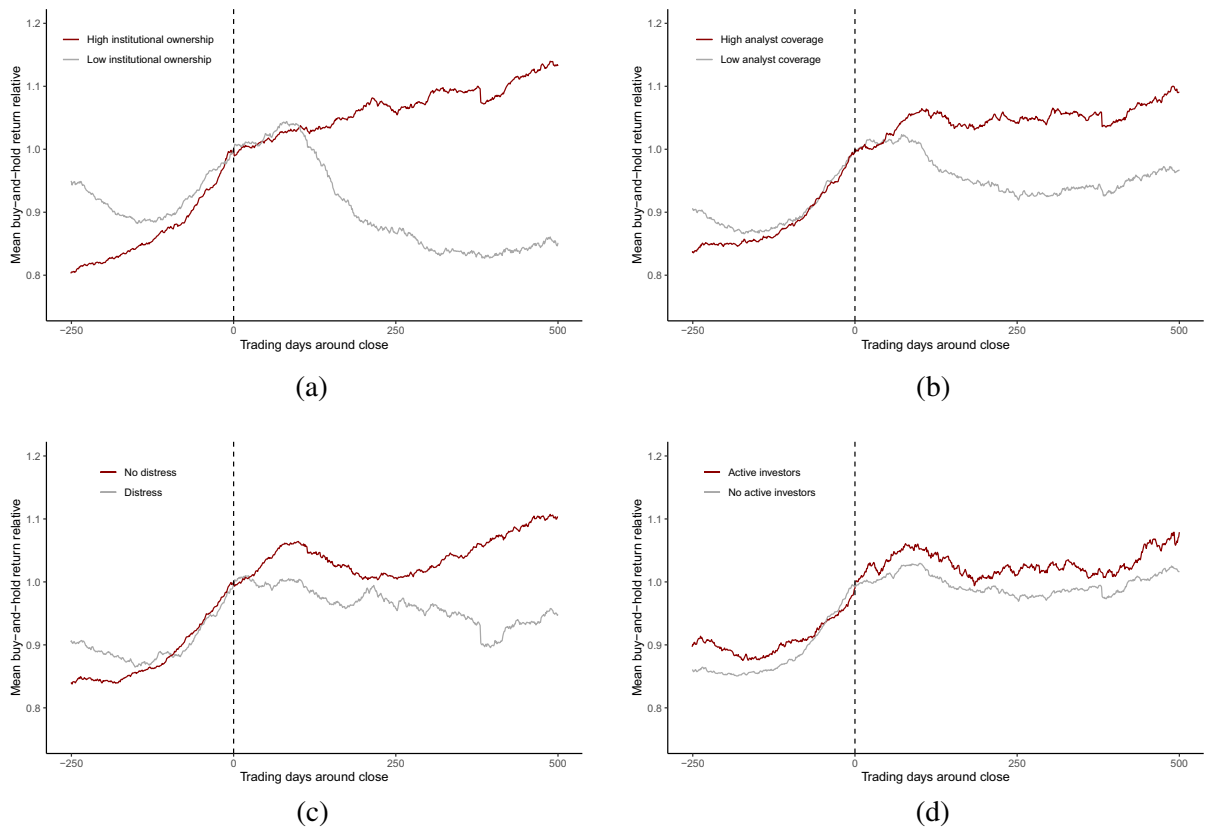 1.2
1.1
1.0
0.9
0.8
Mean buy−and−hold return relative
High institutional ownership
Low institutional ownership
−250
0
250
500
Trading days around close
(a)
1.2
1.1
1.0
0.9
0.8
Mean buy−and−hold return relative
High analyst coverage
Low analyst coverage
−250
0
250
500
Trading days around close
(b)
1.2
1.1
1.0
0.9
0.8
Mean buy−and−hold return relative
No distress
Distress
−250
0
250
500
Trading days around close
(c)
1.2
1.1
1.0
0.9
0.8
Mean buy−and−hold return relative
Active investors
No active investors
−250
0
250
500
Trading days around close
(d)